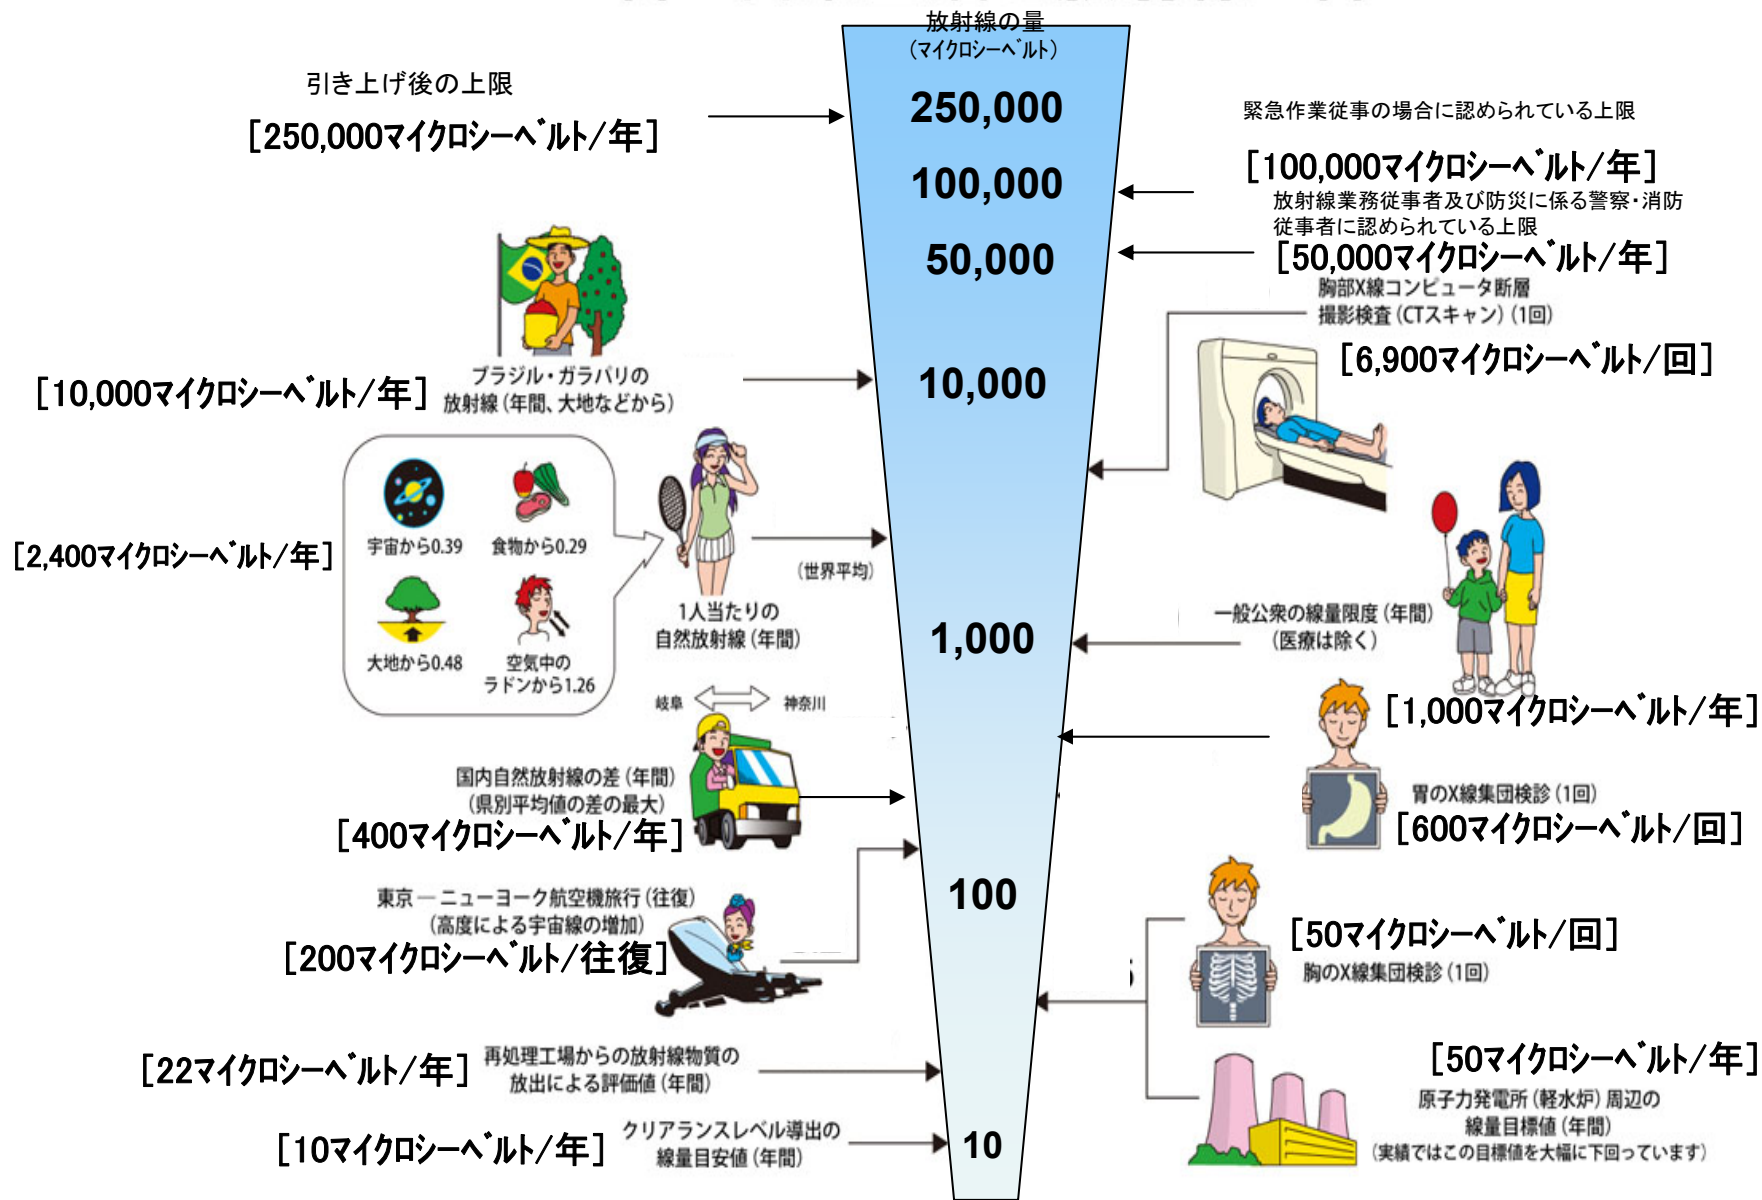 放射線の量
(マイクロシーベルト)
250,000
100,000
50,000
10,000
1,000
100
10
引き上げ後の上限
[250,000マイクロシーベルト/年]
[10,000マイクロシーベルト/年]
ブラジル・ガラパリの
放射線(年間、大地などから)
[2,400マイクロシーベルト/年]
宇宙から0.39
食物から0.29
大地から0.48
空気中の
ラドンから1.26
(世界平均)
1人当たりの
自然放射線(年間)
岐阜
神奈川
国内自然放射線の差(年間)
(県別平均値の差の最大)
[400マイクロシーベルト/年]
東京―ニューヨーク航空機旅行(往復)
(高度による宇宙線の増加)
[200マイクロシーベルト/往復]
[22マイクロシーベルト/年]
再処理工場からの放射線物質の
放出による評価値(年間)
[10マイクロシーベルト/年]
クリアランスレベル導出の
線量目安値(年間)
緊急作業従事の場合に認められている上限
[100,000マイクロシーベルト/年]
放射線業務従事者及び防災に係る警察・消防
従事者に認められている上限
[50,000マイクロシーベルト/年]
胸部X線コンピュータ断層
撮影検査(CTスキャン)(1回)
[6,900マイクロシーベルト/回]
一般公衆の線量限度(年間)
(医療は除く)
[1,000マイクロシーベルト/年]
胃のX線集団検診(1回)
[600マイクロシーベルト/回]
[50マイクロシーベルト/回]
胸のX線集団検診(1回)
[50マイクロシーベルト/年]
原子力発電所(軽水炉)周辺の
線量目標値(年間)
(実績ではこの目標値を大幅に下回っています)